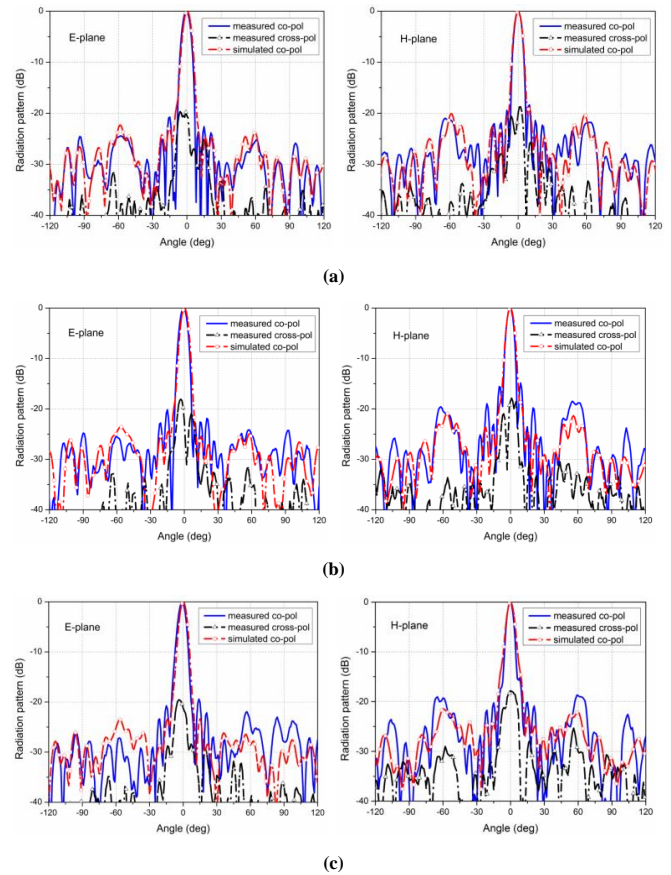 E-plane
measured co-pol
measured cross-pol
simulated co-pol
Radiation pattern (dB)
0
-10
-20
-30
-40
-120 -90 -60 -30 0 30 60 90 120
Angle (deg)
H-plane
measured co-pol
measured cross-pol
simulated co-pol
Radiation pattern (dB)
0
-10
-20
-30
-40
-120 -90 -60 -30 0 30 60 90 120
Angle (deg)
(a)
E-plane
measured co-pol
measured cross-pol
simulated co-pol
Radiation pattern (dB)
0
-10
-20
-30
-40
-120 -90 -60 -30 0 30 60 90 120
Angle (deg)
H-plane
measured co-pol
measured cross-pol
simulated co-pol
Radiation pattern (dB)
0
-10
-20
-30
-40
-120 -90 -60 -30 0 30 60 90 120
Angle (deg)
(b)
E-plane
measured co-pol
measured cross-pol
simulated co-pol
Radiation pattern (dB)
0
-10
-20
-30
-40
-120 -90 -60 -30 0 30 60 90 120
Angle (deg)
H-plane
measured co-pol
measured cross-pol
simulated co-pol
Radiation pattern (dB)
0
-10
-20
-30
-40
-120 -90 -60 -30 0 30 60 90 120
Angle (deg)
(c)